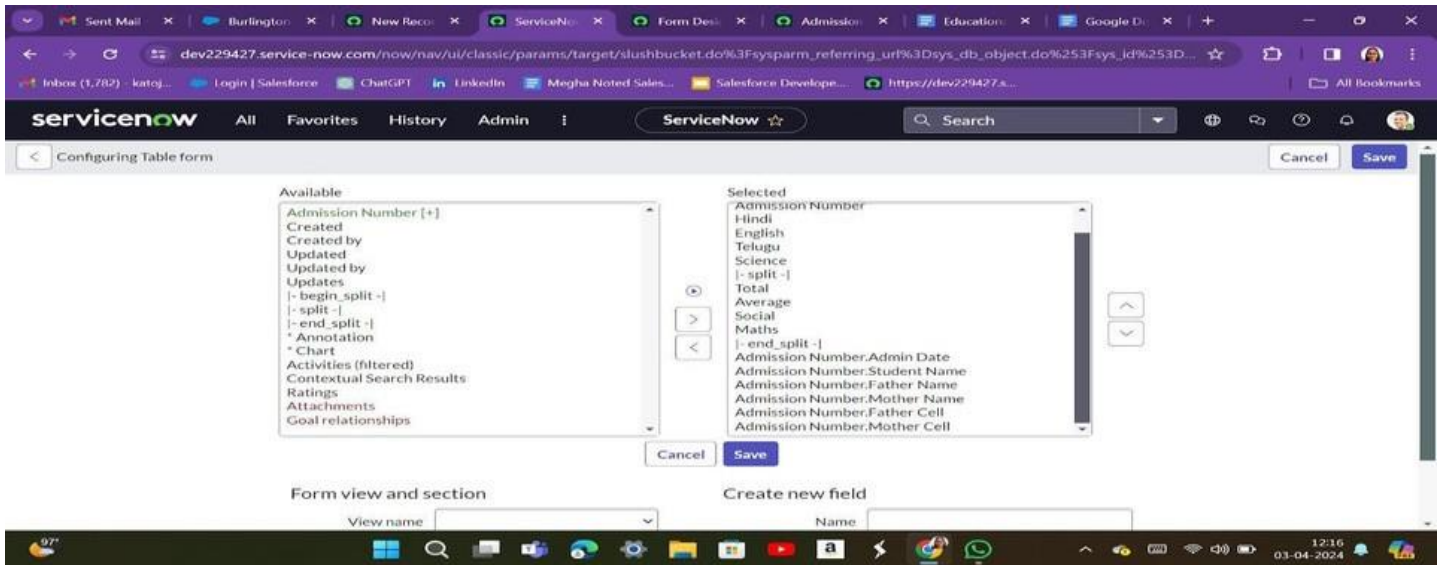 Sent Mail
Burlington
New Recor
ServiceNo
Form Desi
Admission
Education
Google Do
dev229427.service-now.com/now/nav/ui/classic/params/target/slushbucket.do%3Fsysparm_referring_url%3Dsys_db_object.do%253Fsys_id%253D...
Inbox (1,782) - katoj... Login | Salesforce ChatGPT LinkedIn Megha Noted Sales... Salesforce Develope... https://dev229427.s... All Bookmarks
servicenow All Favorites History Admin ServiceNow Search
Configuring Table form Cancel Save
Available
Admission Number [+]
Created
Created by
Updated
Updated by
Updates
|- begin_split -|
|- split -|
|- end_split -|
* Annotation
* Chart
Activities (filtered)
Contextual Search Results
Ratings
Attachments
Goal relationships
Selected
Admission Number
Hindi
English
Telugu
Science
|- split -|
Total
Average
Social
Maths
|- end_split -|
Admission Number.Admin Date
Admission Number.Student Name
Admission Number.Father Name
Admission Number.Mother Name
Admission Number.Father Cell
Admission Number.Mother Cell
Cancel Save
Form view and section
View name
Create new field
Name
97°
12:16
03-04-2024